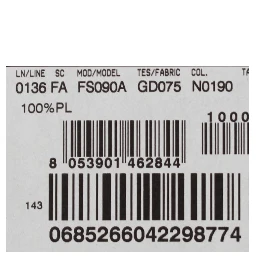 LN/LINE SC MOD/MODEL TES/FABRIC COL. TA
0136 FA FS090A GD075 N0190
100%PL
1000
8 053901 462844
143
0685266042298774